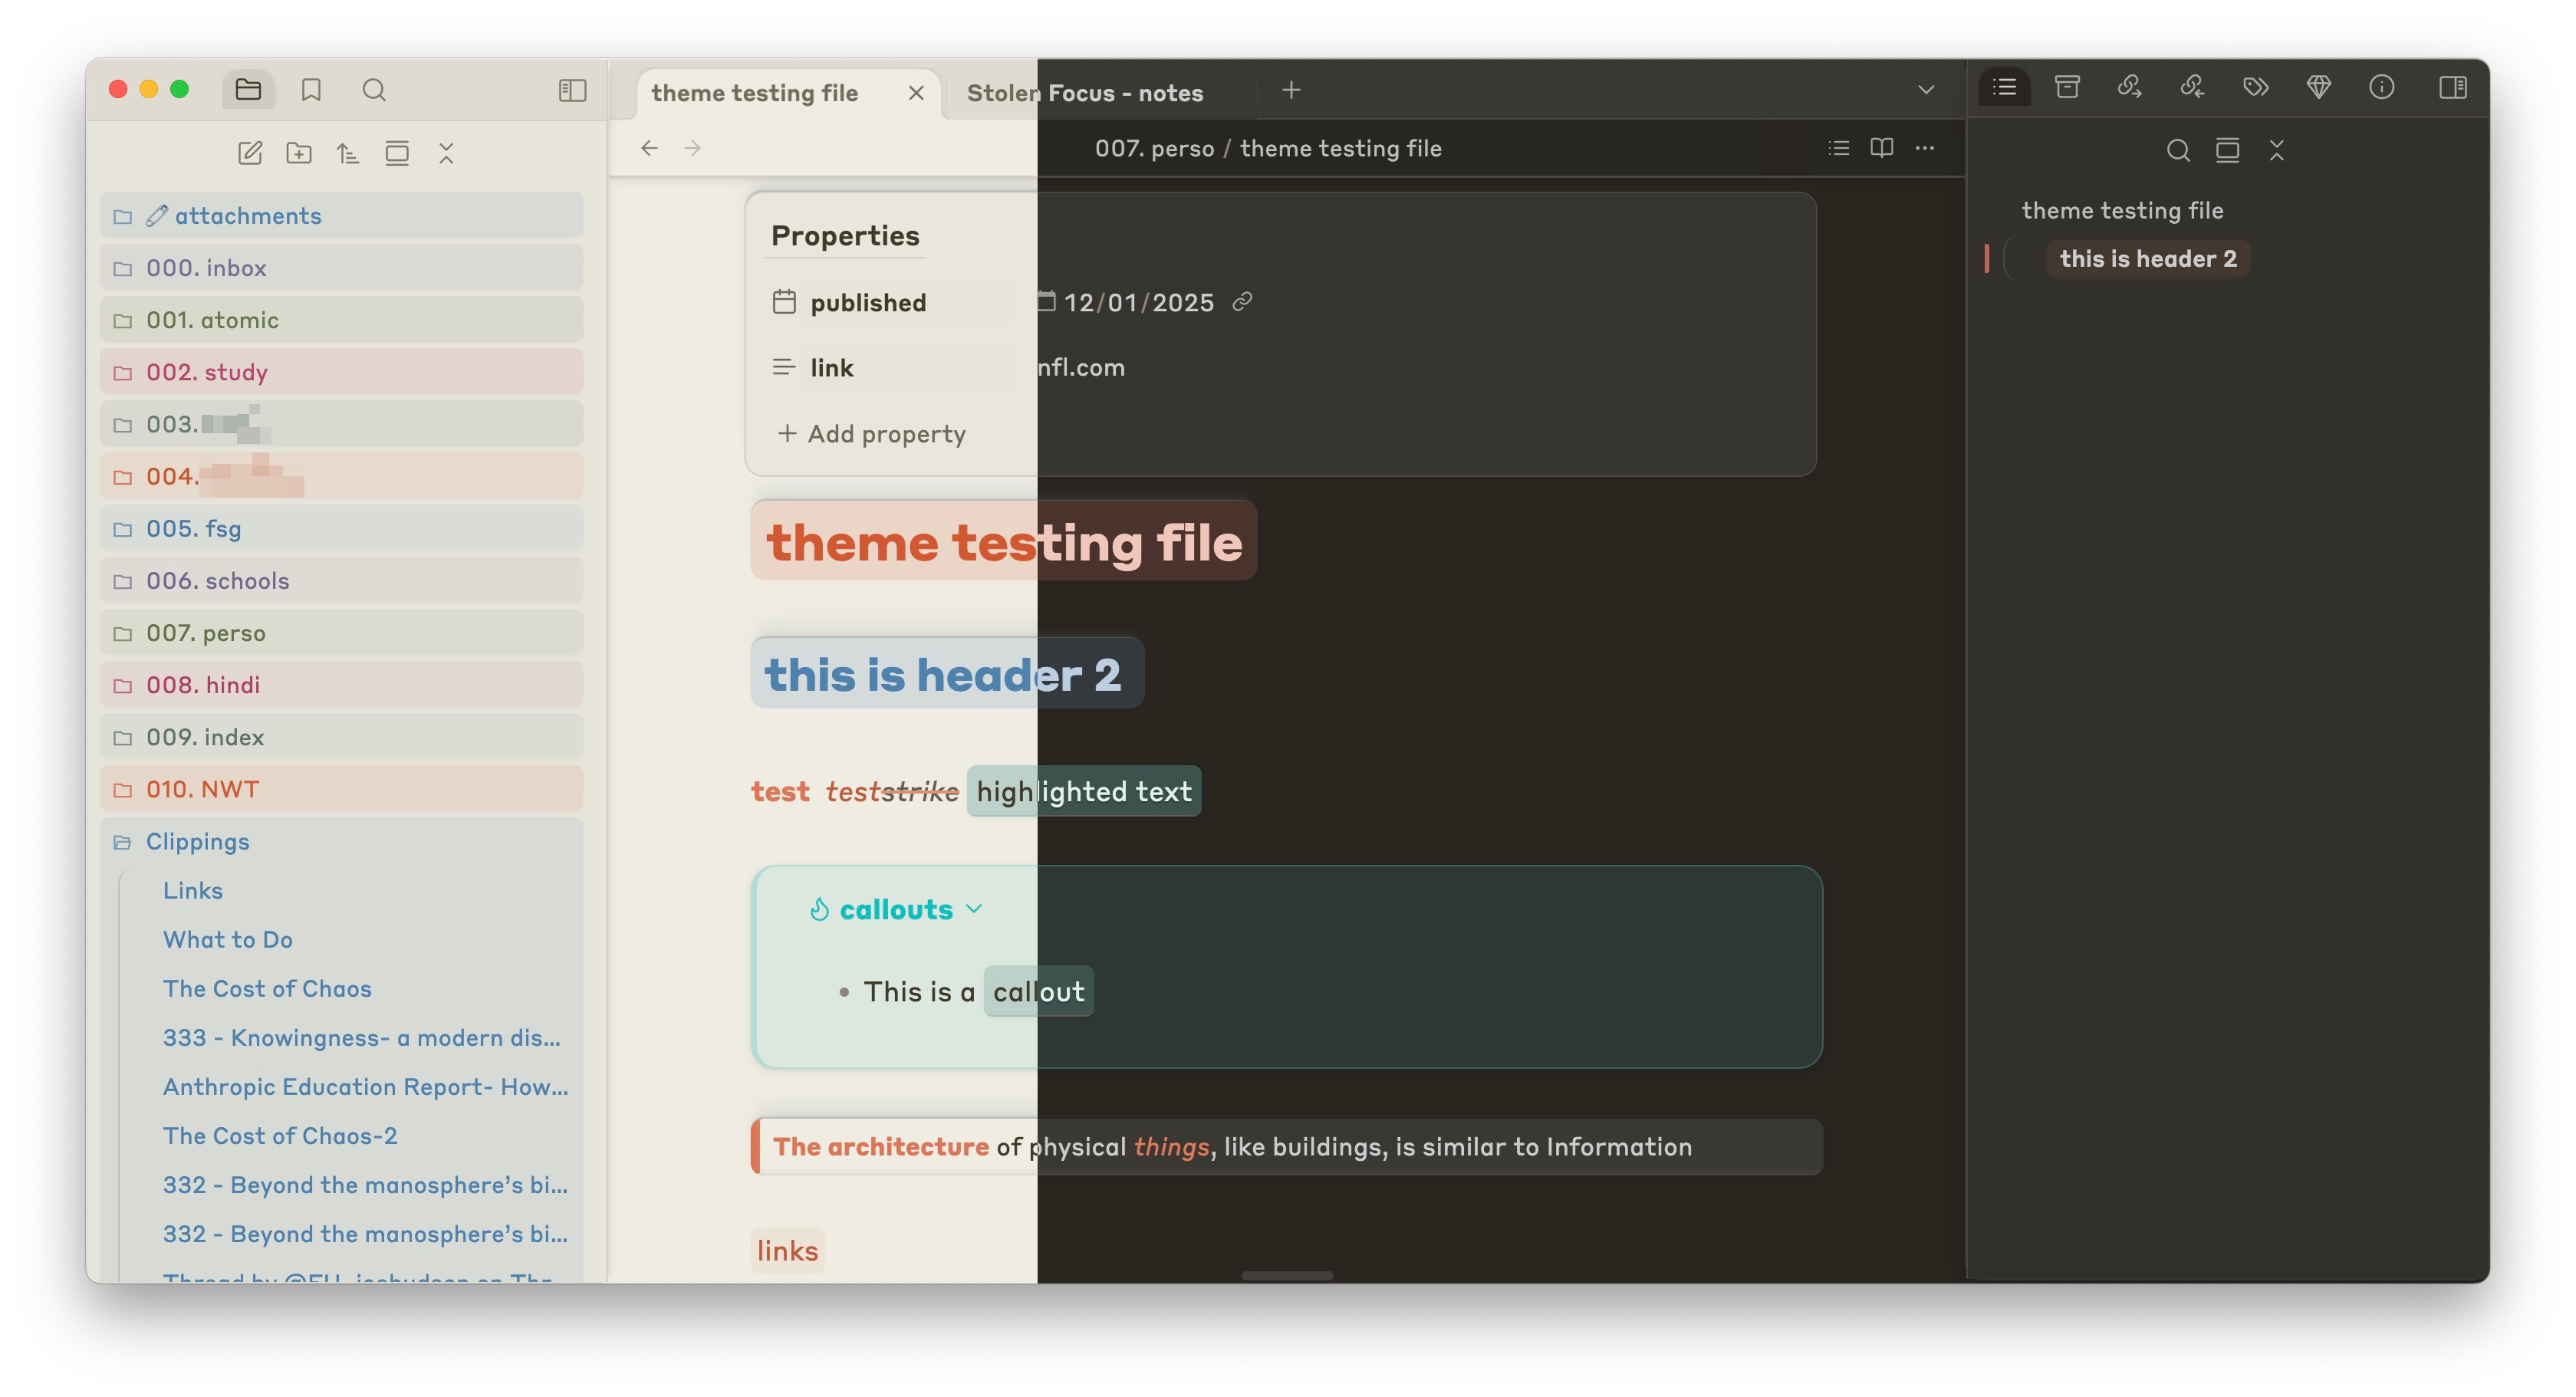 theme testing file
Stolen Focus - notes
007. perso / theme testing file
attachments
000. inbox
001. atomic
002. study
003.
004.
005. fsg
006. schools
007. perso
008. hindi
009. index
010. NWT
Clippings
Links
What to Do
The Cost of Chaos
333 - Knowingness- a modern dis...
Anthropic Education Report- How...
The Cost of Chaos-2
332 - Beyond the manosphere’s bi...
332 - Beyond the manosphere’s bi...
Properties
published 12/01/2025
link nfl.com
Add property
theme testing file
this is header 2
test teststrike highlighted text
callouts
This is a callout
The architecture of physical things, like buildings, is similar to Information
links
theme testing file
this is header 2